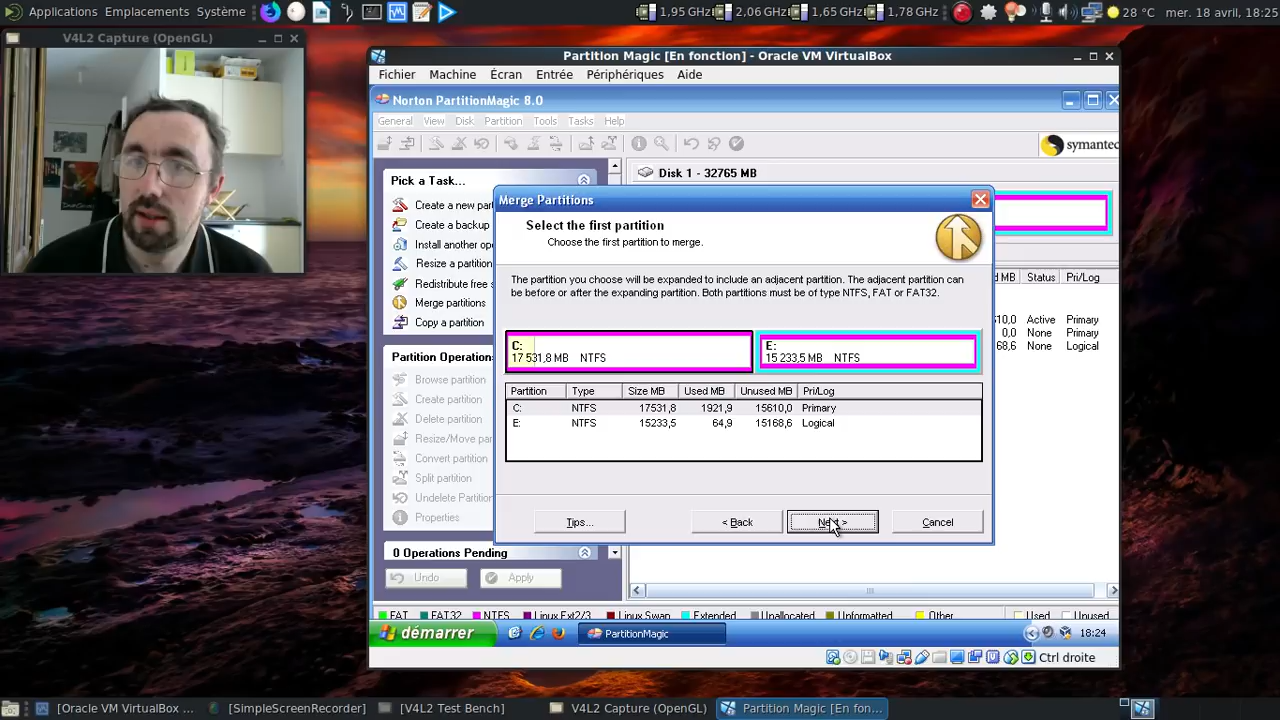 Applications Emplacements Système 1,95 GHz 2,06 GHz 1,65 GHz 1,78 GHz 28 °C mer. 18 avril, 18:25
V4L2 Capture (OpenGL)
Partition Magic [En fonction] - Oracle VM VirtualBox
Fichier Machine Écran Entrée Périphériques Aide
Norton PartitionMagic 8.0
General View Disk Partition Tools Tasks Help
symantec
Pick a Task...
Disk 1 - 32765 MB
Create a new par
Create a backup
Install another op
Resize a partition
Redistribute free s
Merge partitions
Copy a partition
Merge Partitions
Select the first partition
Choose the first partition to merge.
The partition you choose will be expanded to include an adjacent partition. The adjacent partition can
be before or after the expanding partition. Both partitions must be of type NTFS, FAT or FAT32.
C:
17 531,8 MB NTFS
E:
15 233,5 MB NTFS
Partition Type Size MB Used MB Unused MB Pri/Log
C: NTFS 17531,8 1921,9 15610,0 Primary
E: NTFS 15233,5 64,9 15168,6 Logical
Tips... < Back Next > Cancel
d MB Status Pri/Log
10,0 Active Primary
0,0 None Primary
68,6 None Logical
Partition Operation
Browse partition
Create partition
Delete partition
Resize/Move par
Convert partition
Split partition
Undelete Partition
Properties
0 Operations Pending
Undo Apply
FAT FAT32 NTFS Linux Ext2/3 Linux Swap Extended Unallocated Unformatted Other Used Unused
démarrer PartitionMagic 18:24
Ctrl droite
[Oracle VM VirtualBox ... [SimpleScreenRecorder] [V4L2 Test Bench] V4L2 Capture (OpenGL) Partition Magic [En fon...